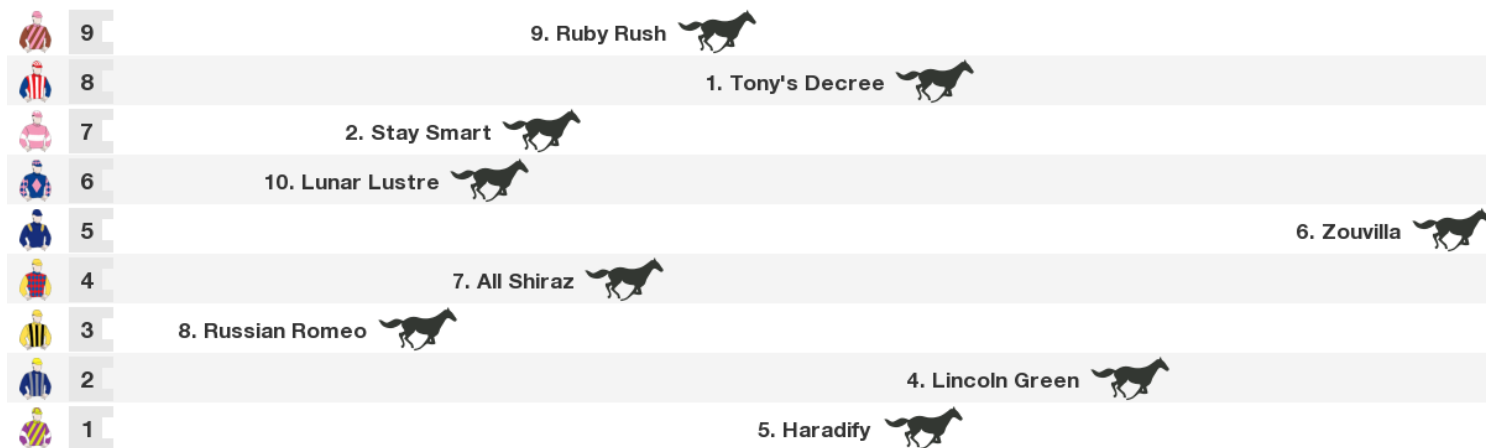 9 9. Ruby Rush
8 1. Tony's Decree
7 2. Stay Smart
6 10. Lunar Lustre
5 6. Zouvilla
4 7. All Shiraz
3 8. Russian Romeo
2 4. Lincoln Green
1 5. Haradify